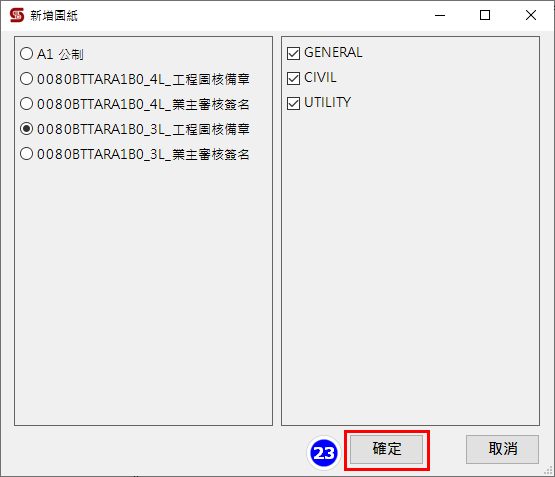 新增圖紙
A1 公制
0080BTTARA1B0_4L_工程圖核備章
0080BTTARA1B0_4L_業主審核簽名
0080BTTARA1B0_3L_工程圖核備章
0080BTTARA1B0_3L_業主審核簽名
GENERAL
CIVIL
UTILITY
23
確定
取消